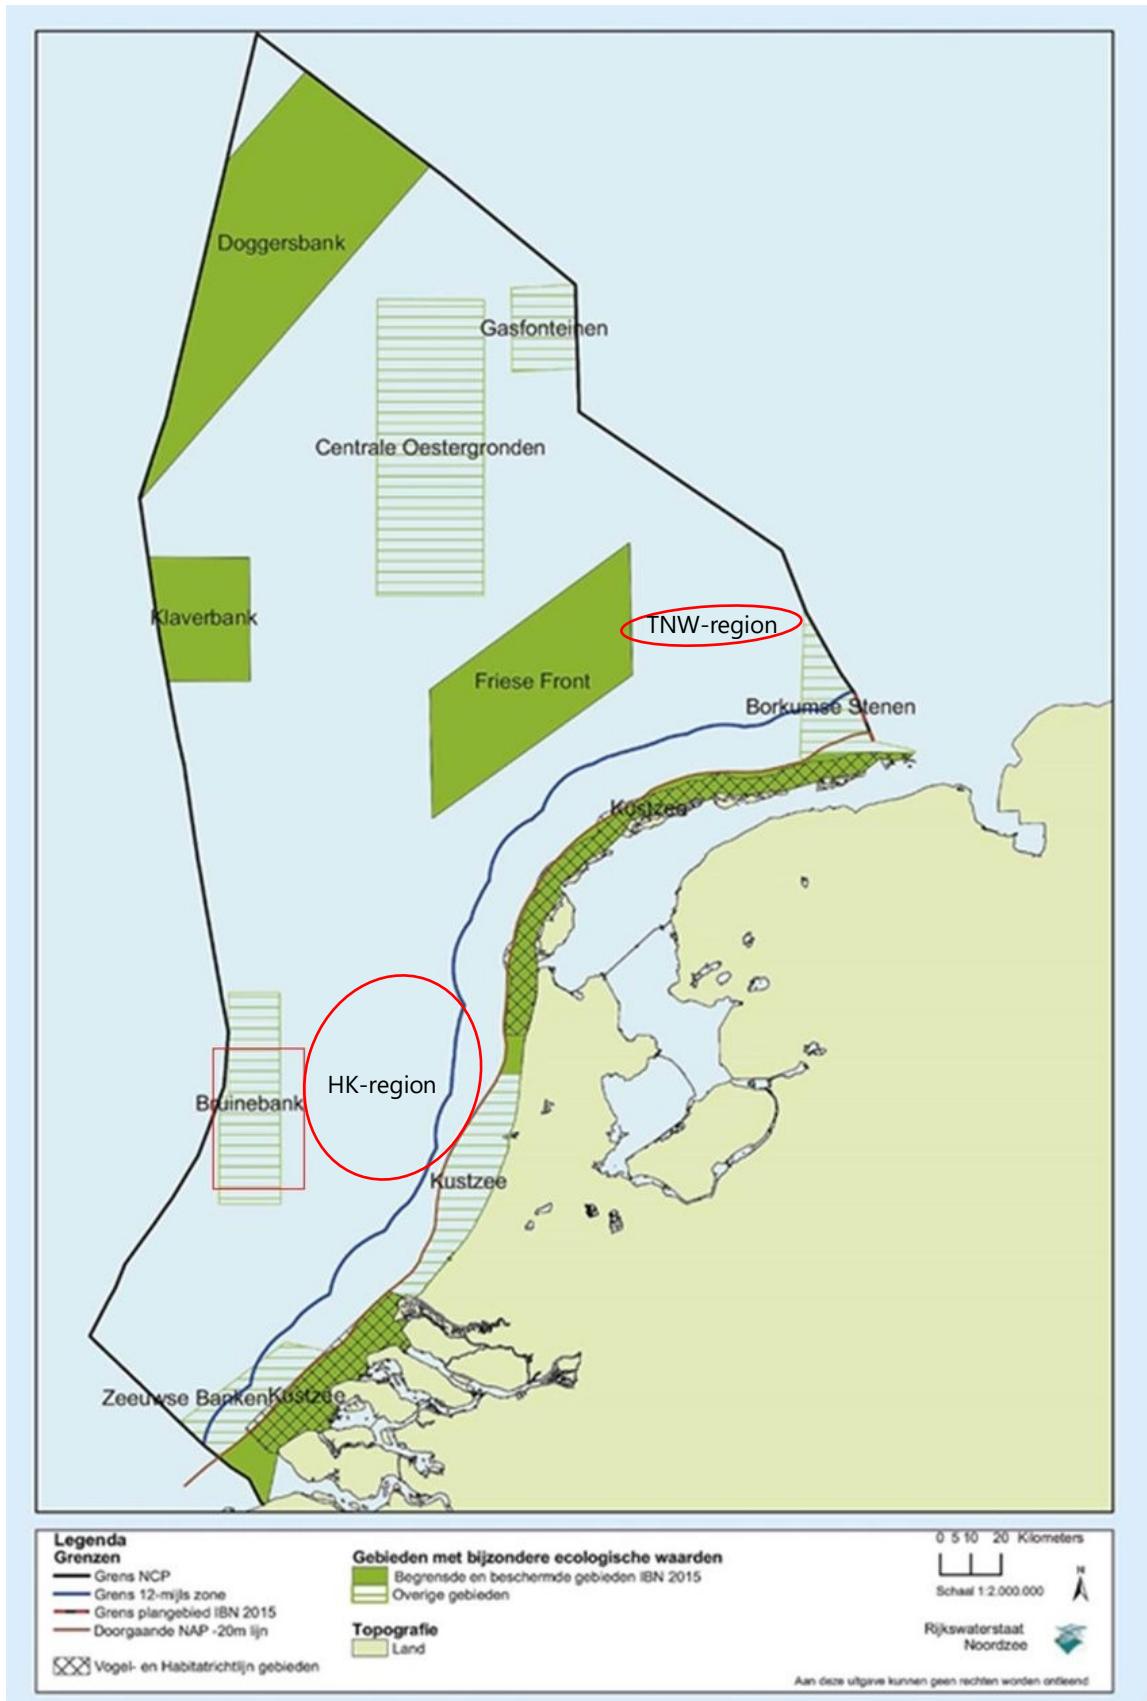 Doggersbank
Gasfonteinen
Centrale Oestergronden
Klaverbank
TNW-region
Friese Front
Borkumse Stenen
Kustzee
HK-region
Bruinebank
Kustzee
Zeeuwse Banken
Kustzee
Legenda
Grenzen
Grens NCP
Grens 12-mijls zone
Grens plangebied IBN 2015
Doorgaande NAP -20m lijn
Vogel- en Habitatrichtlijn gebieden
Gebieden met bijzondere ecologische waarden
Begrensde en beschermde gebieden IBN 2015
Overige gebieden
Topografie
Land
0 5 10 20 Kilometers
Schaal 1:2.000.000
N
Rijkswaterstaat
Noordzee
Aan deze uitgave kunnen geen rechten worden ontleend